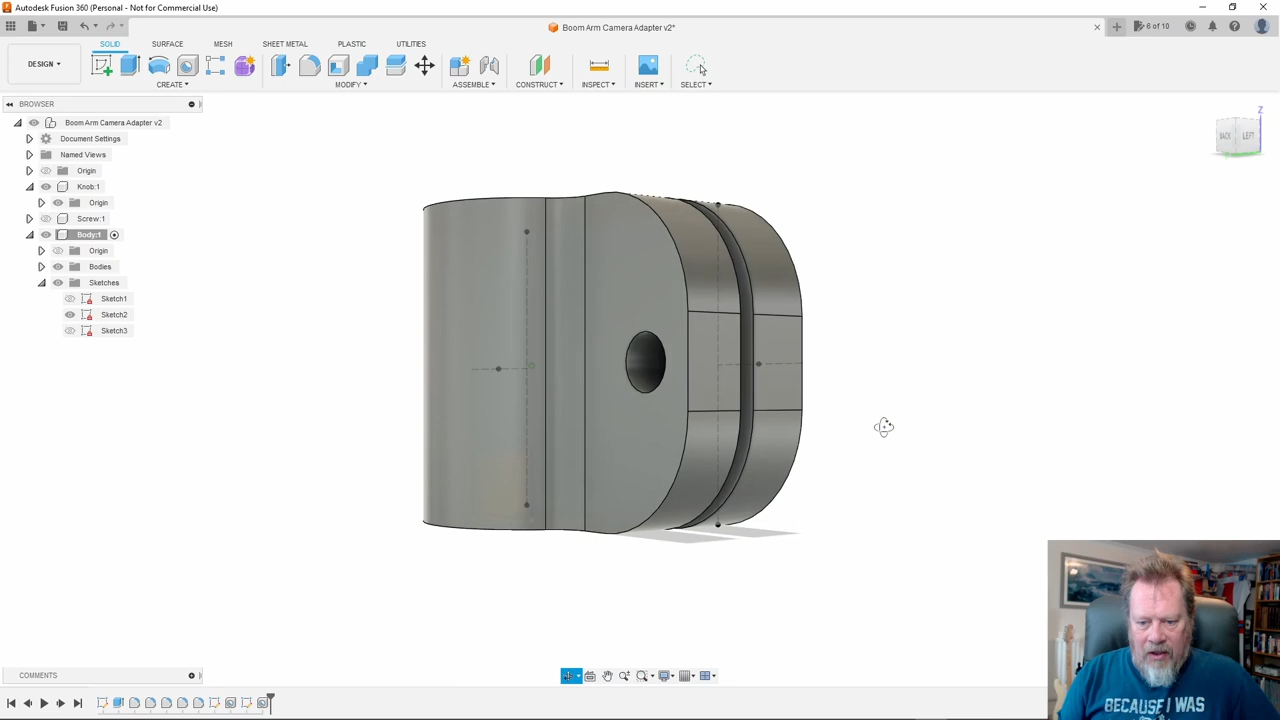 Autodesk Fusion 360 (Personal - Not for Commercial Use)
Boom Arm Camera Adapter v2*
6 of 10
SOLID SURFACE MESH SHEET METAL PLASTIC UTILITIES
DESIGN
CREATE MODIFY ASSEMBLE CONSTRUCT INSPECT INSERT SELECT
BROWSER
Boom Arm Camera Adapter v2
Document Settings
Named Views
Origin
Knob:1
Origin
Screw:1
Body:1
Origin
Bodies
Sketches
Sketch1
Sketch2
Sketch3
Z
BACK LEFT
COMMENTS
BECAUSE I WAS